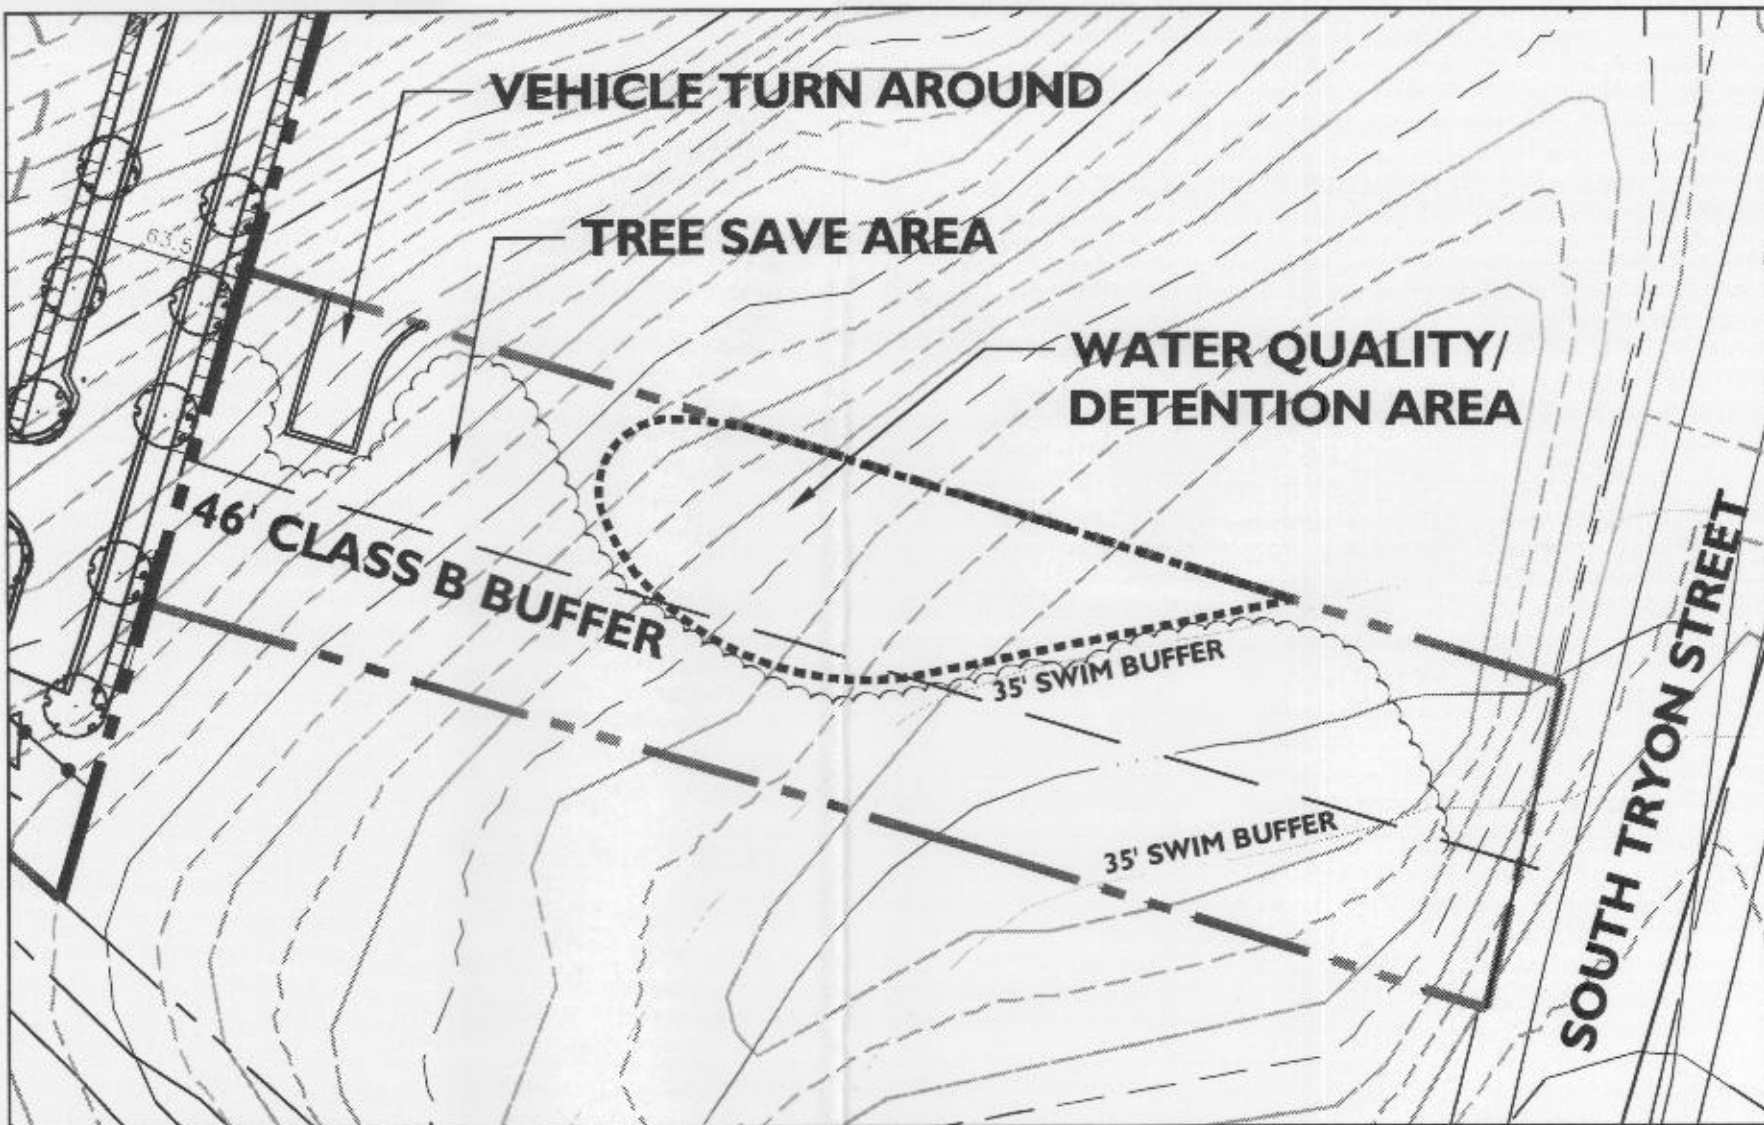 VEHICLE TURN AROUND
TREE SAVE AREA
63.5
WATER QUALITY/
DETENTION AREA
46' CLASS B BUFFER
35' SWIM BUFFER
35' SWIM BUFFER
SOUTH TRYON STREET